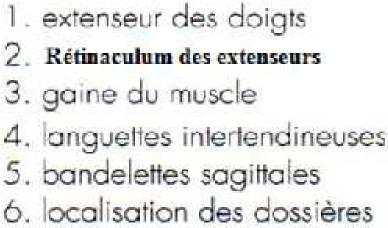 1. extenseur des doigts
2. Rétinaculum des extenseurs
3. gaine du muscle
4. languettes intertendineuses
5. bandelettes sagittales
6. localisation des dossières